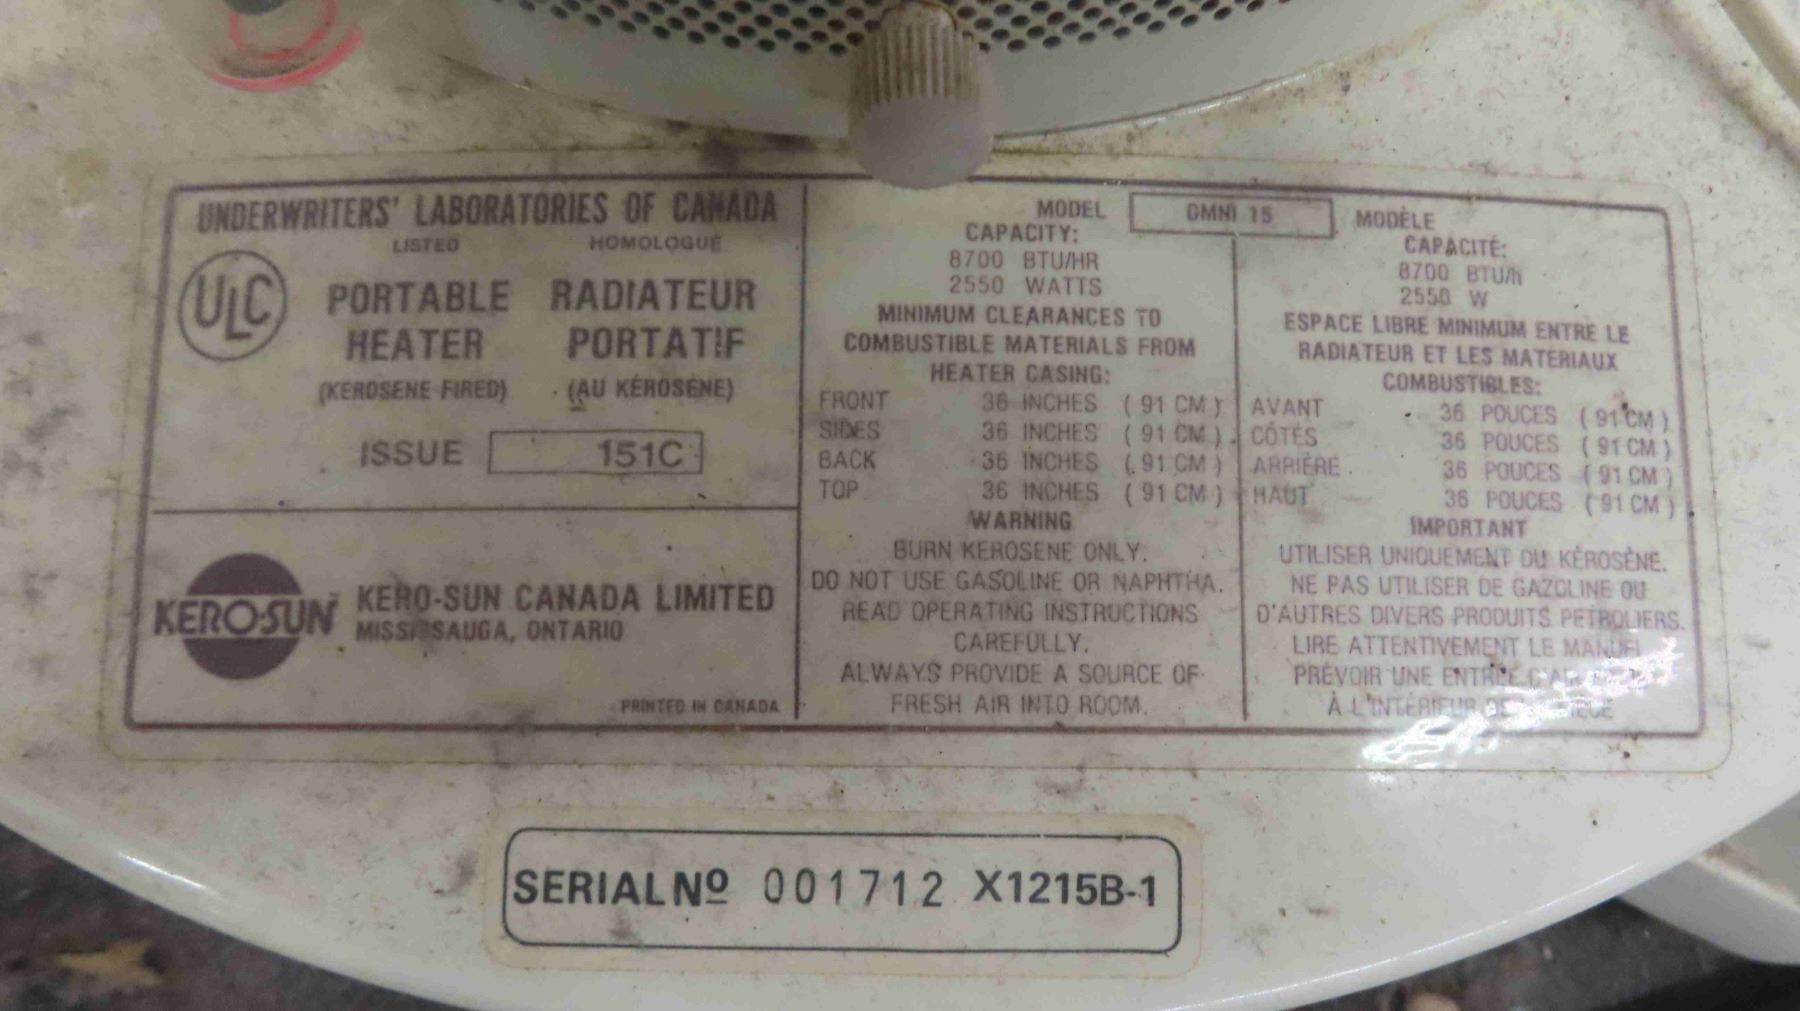 UNDERWRITERS' LABORATORIES OF CANADA
LISTED HOMOLOGUÉ
ULC
PORTABLE RADIATEUR
HEATER PORTATIF
(KEROSENE FIRED) (AU KÉROSÈNE)
ISSUE 151C
KERO-SUN
KERO-SUN CANADA LIMITED
MISSISSAUGA, ONTARIO
PRINTED IN CANADA
MODEL OMNI 15 MODÈLE
CAPACITY:
8700 BTU/HR
2550 WATTS
MINIMUM CLEARANCES TO
COMBUSTIBLE MATERIALS FROM
HEATER CASING:
FRONT 36 INCHES (91 CM)
SIDES 36 INCHES (91 CM)
BACK 36 INCHES (91 CM)
TOP 36 INCHES (91 CM)
WARNING
BURN KEROSENE ONLY.
DO NOT USE GASOLINE OR NAPHTHA.
READ OPERATING INSTRUCTIONS
CAREFULLY.
ALWAYS PROVIDE A SOURCE OF
FRESH AIR INTO ROOM.
CAPACITÉ:
8700 BTU/h
2550 W
ESPACE LIBRE MINIMUM ENTRE LE
RADIATEUR ET LES MATÉRIAUX
COMBUSTIBLES:
AVANT 36 POUCES (91 CM)
CÔTÉS 36 POUCES (91 CM)
ARRIÈRE 36 POUCES (91 CM)
HAUT 36 POUCES (91 CM)
IMPORTANT
UTILISER UNIQUEMENT DU KÉROSÈNE.
NE PAS UTILISER DE GAZOLINE OU
D'AUTRES DIVERS PRODUITS PETROLIERS.
LIRE ATTENTIVEMENT LE MANUEL
PRÉVOIR UNE ENTRÉE D'AIR
À L'INTÉRIEUR
SERIAL Nº 001712 X1215B-1